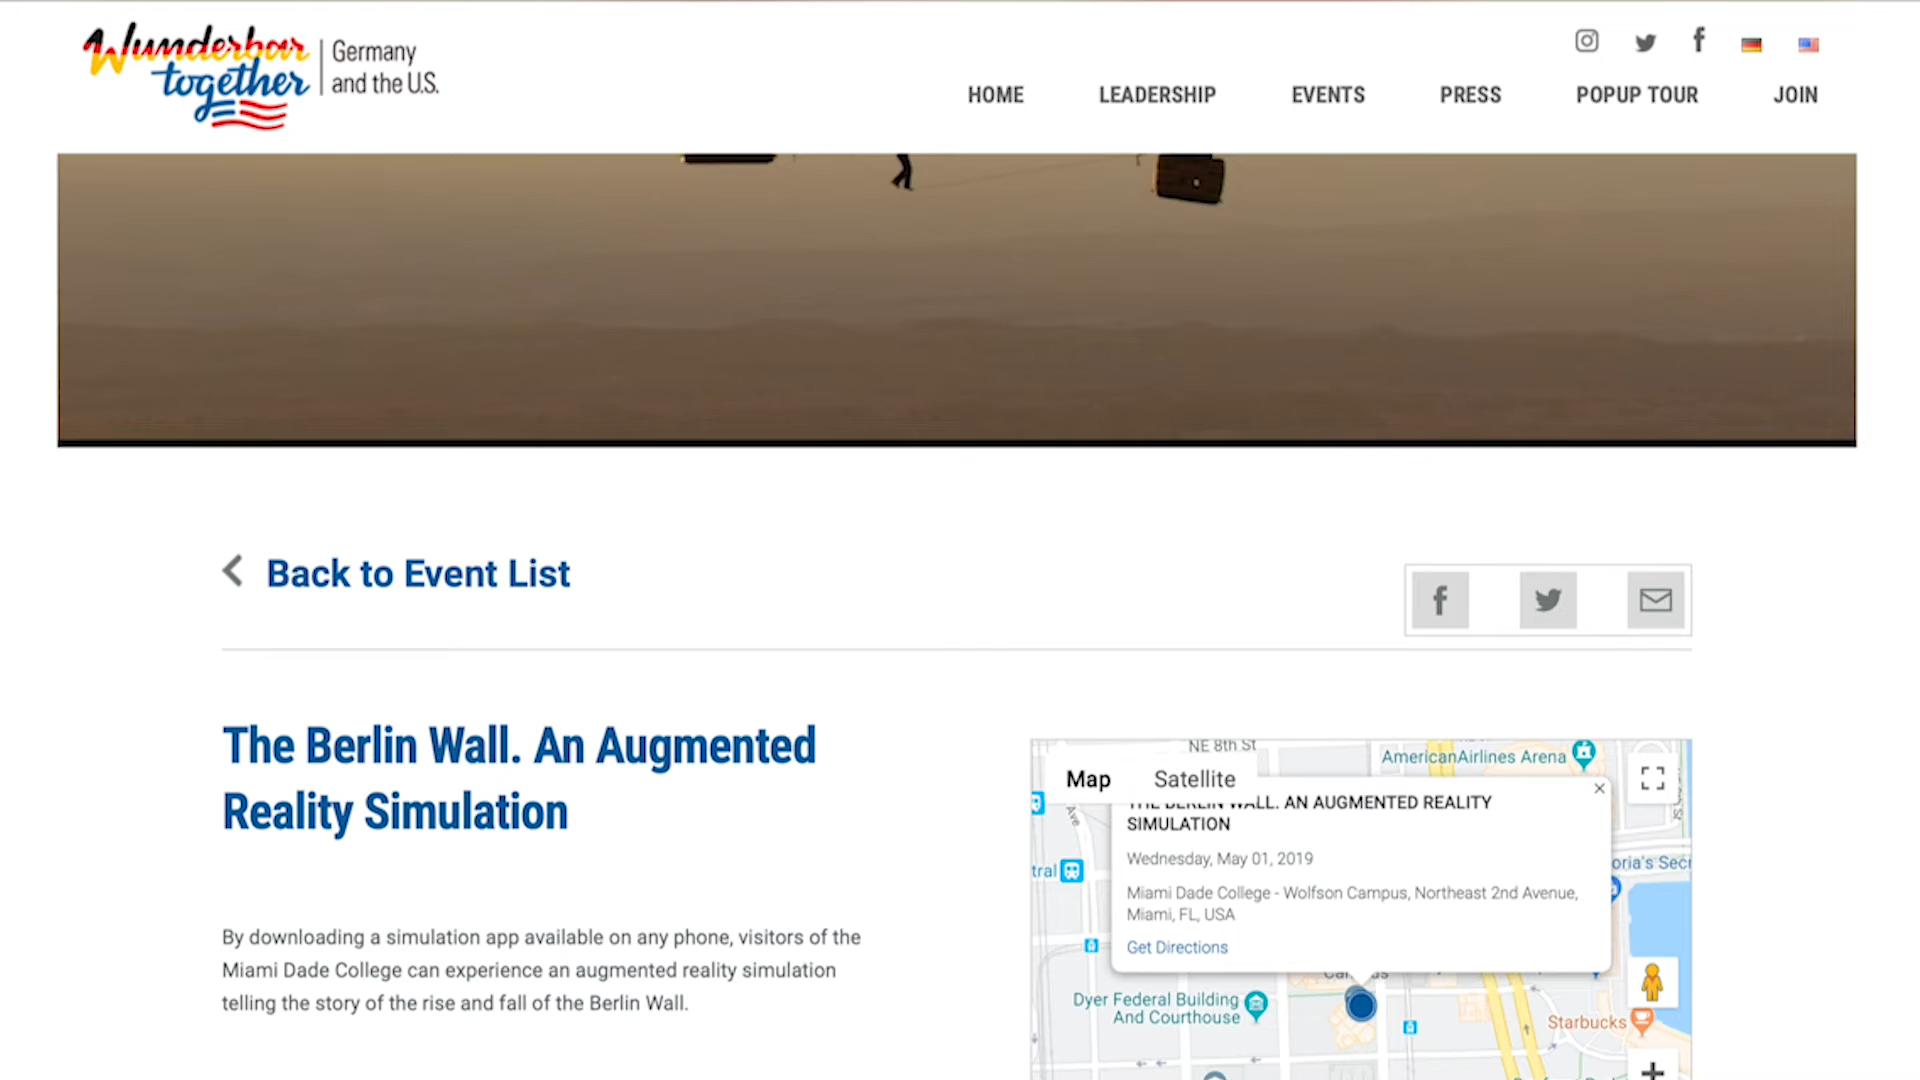 Wunderbar
together
Germany
and the U.S.
HOME LEADERSHIP EVENTS PRESS POPUP TOUR JOIN
Back to Event List
The Berlin Wall. An Augmented
Reality Simulation
By downloading a simulation app available on any phone, visitors of the
Miami Dade College can experience an augmented reality simulation
telling the story of the rise and fall of the Berlin Wall.
NE 8th St
AmericanAirlines Arena
Map Satellite
THE BERLIN WALL. AN AUGMENTED REALITY
SIMULATION
Wednesday, May 01, 2019
Miami Dade College - Wolfson Campus, Northeast 2nd Avenue,
Miami, FL, USA
Get Directions
Ave
tral
oria's Secr
Dyer Federal Building
And Courthouse
Starbucks